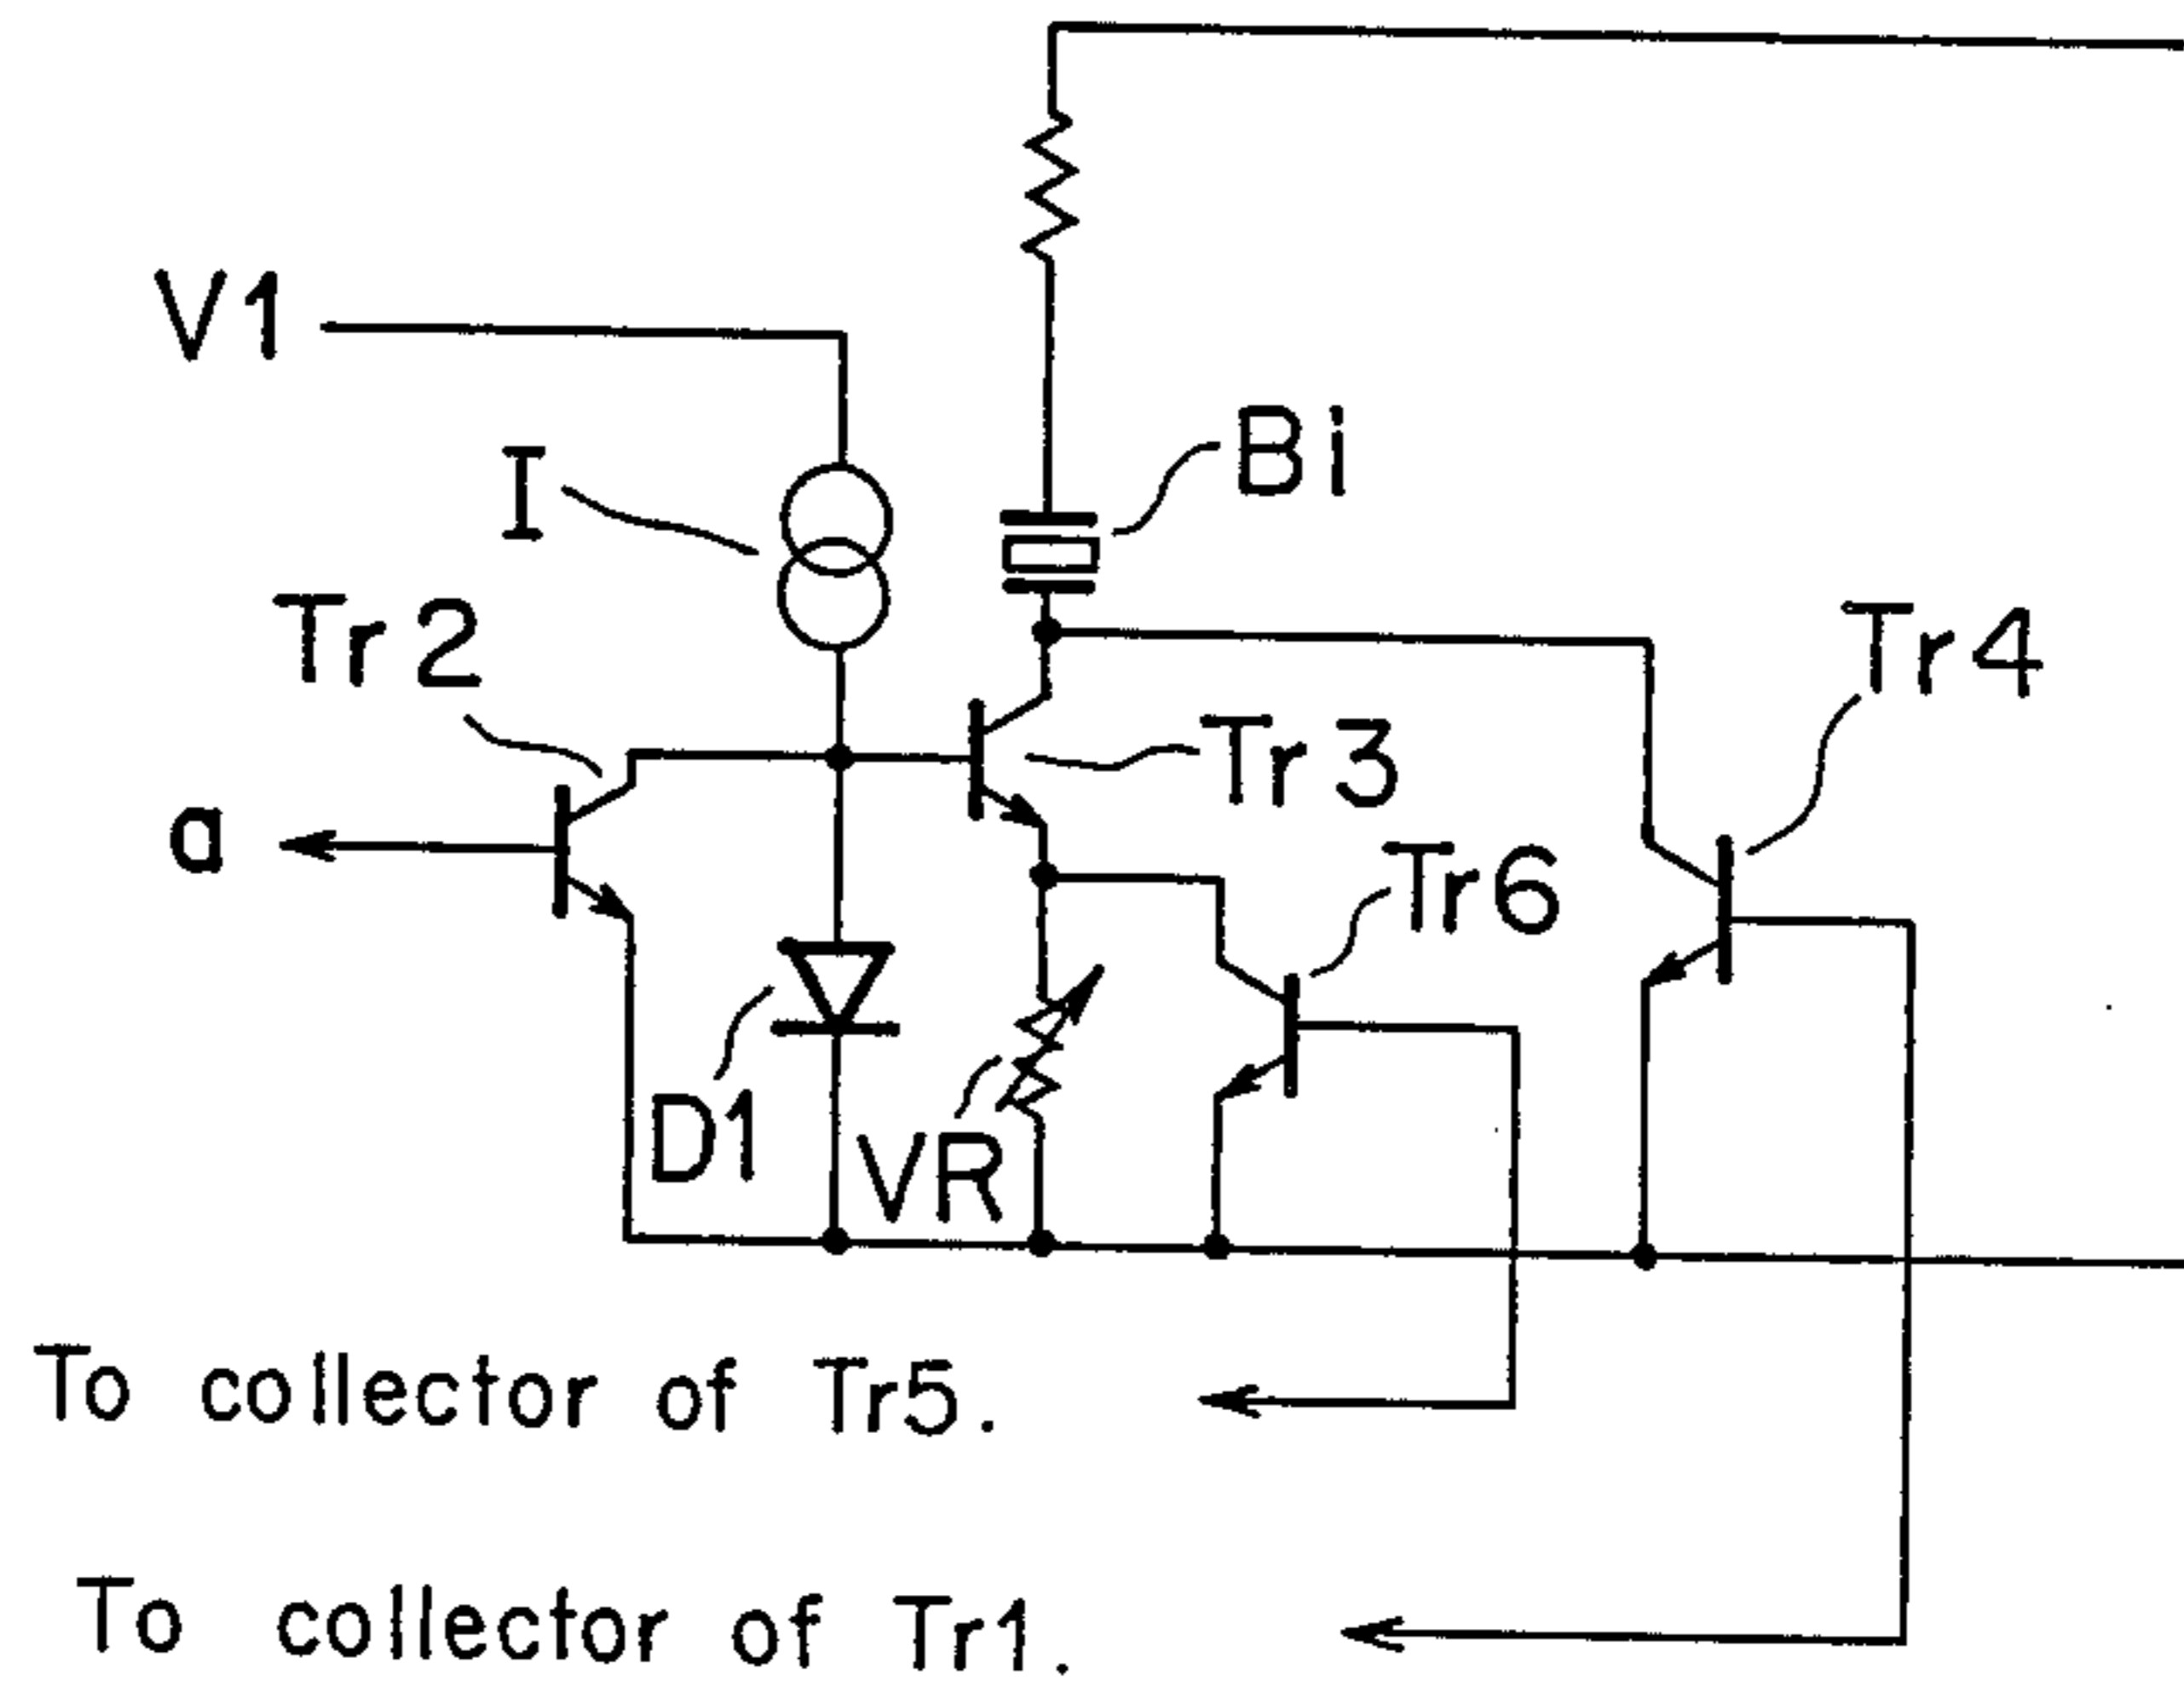 V1
I
Bi
Tr2
Tr4
Tr3
a
Tr6
D1
VR
To collector of Tr5.
To collector of Tr1.